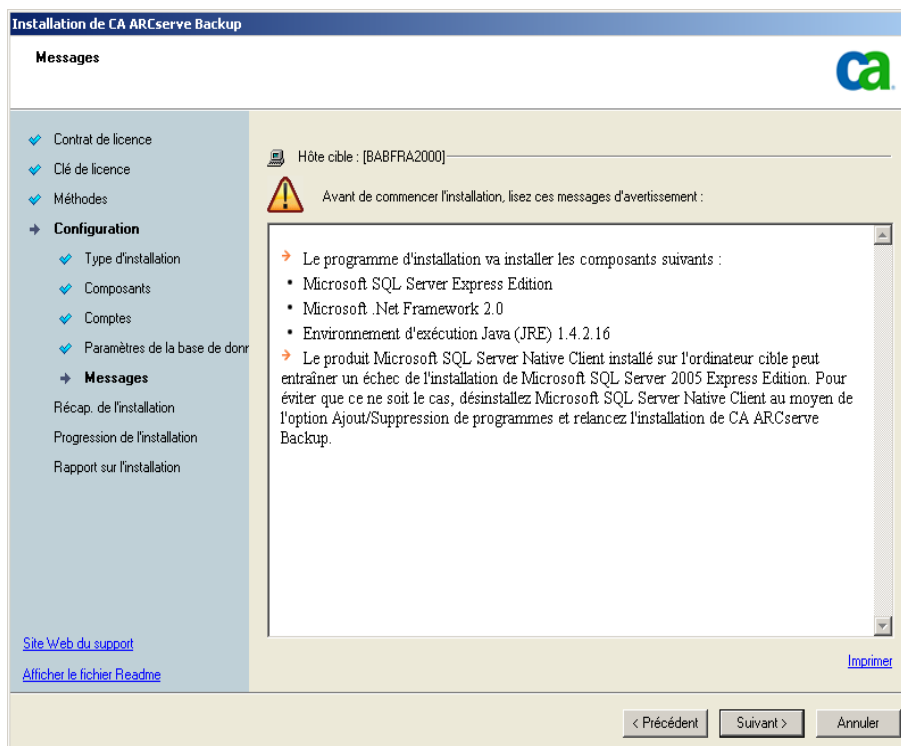 Installation de CA ARCserve Backup
Messages
ca
Contrat de licence
Clé de licence
Méthodes
Configuration
Type d'installation
Composants
Comptes
Paramètres de la base de donr
Messages
Récap. de l'installation
Progression de l'installation
Rapport sur l'installation
Site Web du support
Afficher le fichier Readme
Hôte cible : [BABFRA2000]
Avant de commencer l'installation, lisez ces messages d'avertissement :
Le programme d'installation va installer les composants suivants :
• Microsoft SQL Server Express Edition
• Microsoft .Net Framework 2.0
• Environnement d'exécution Java (JRE) 1.4.2.16
Le produit Microsoft SQL Server Native Client installé sur l'ordinateur cible peut
entraîner un échec de l'installation de Microsoft SQL Server 2005 Express Edition. Pour
éviter que ce ne soit le cas, désinstallez Microsoft SQL Server Native Client au moyen de
l'option Ajout/Suppression de programmes et relancez l'installation de CA ARCserve
Backup.
Imprimer
< Précédent
Suivant >
Annuler